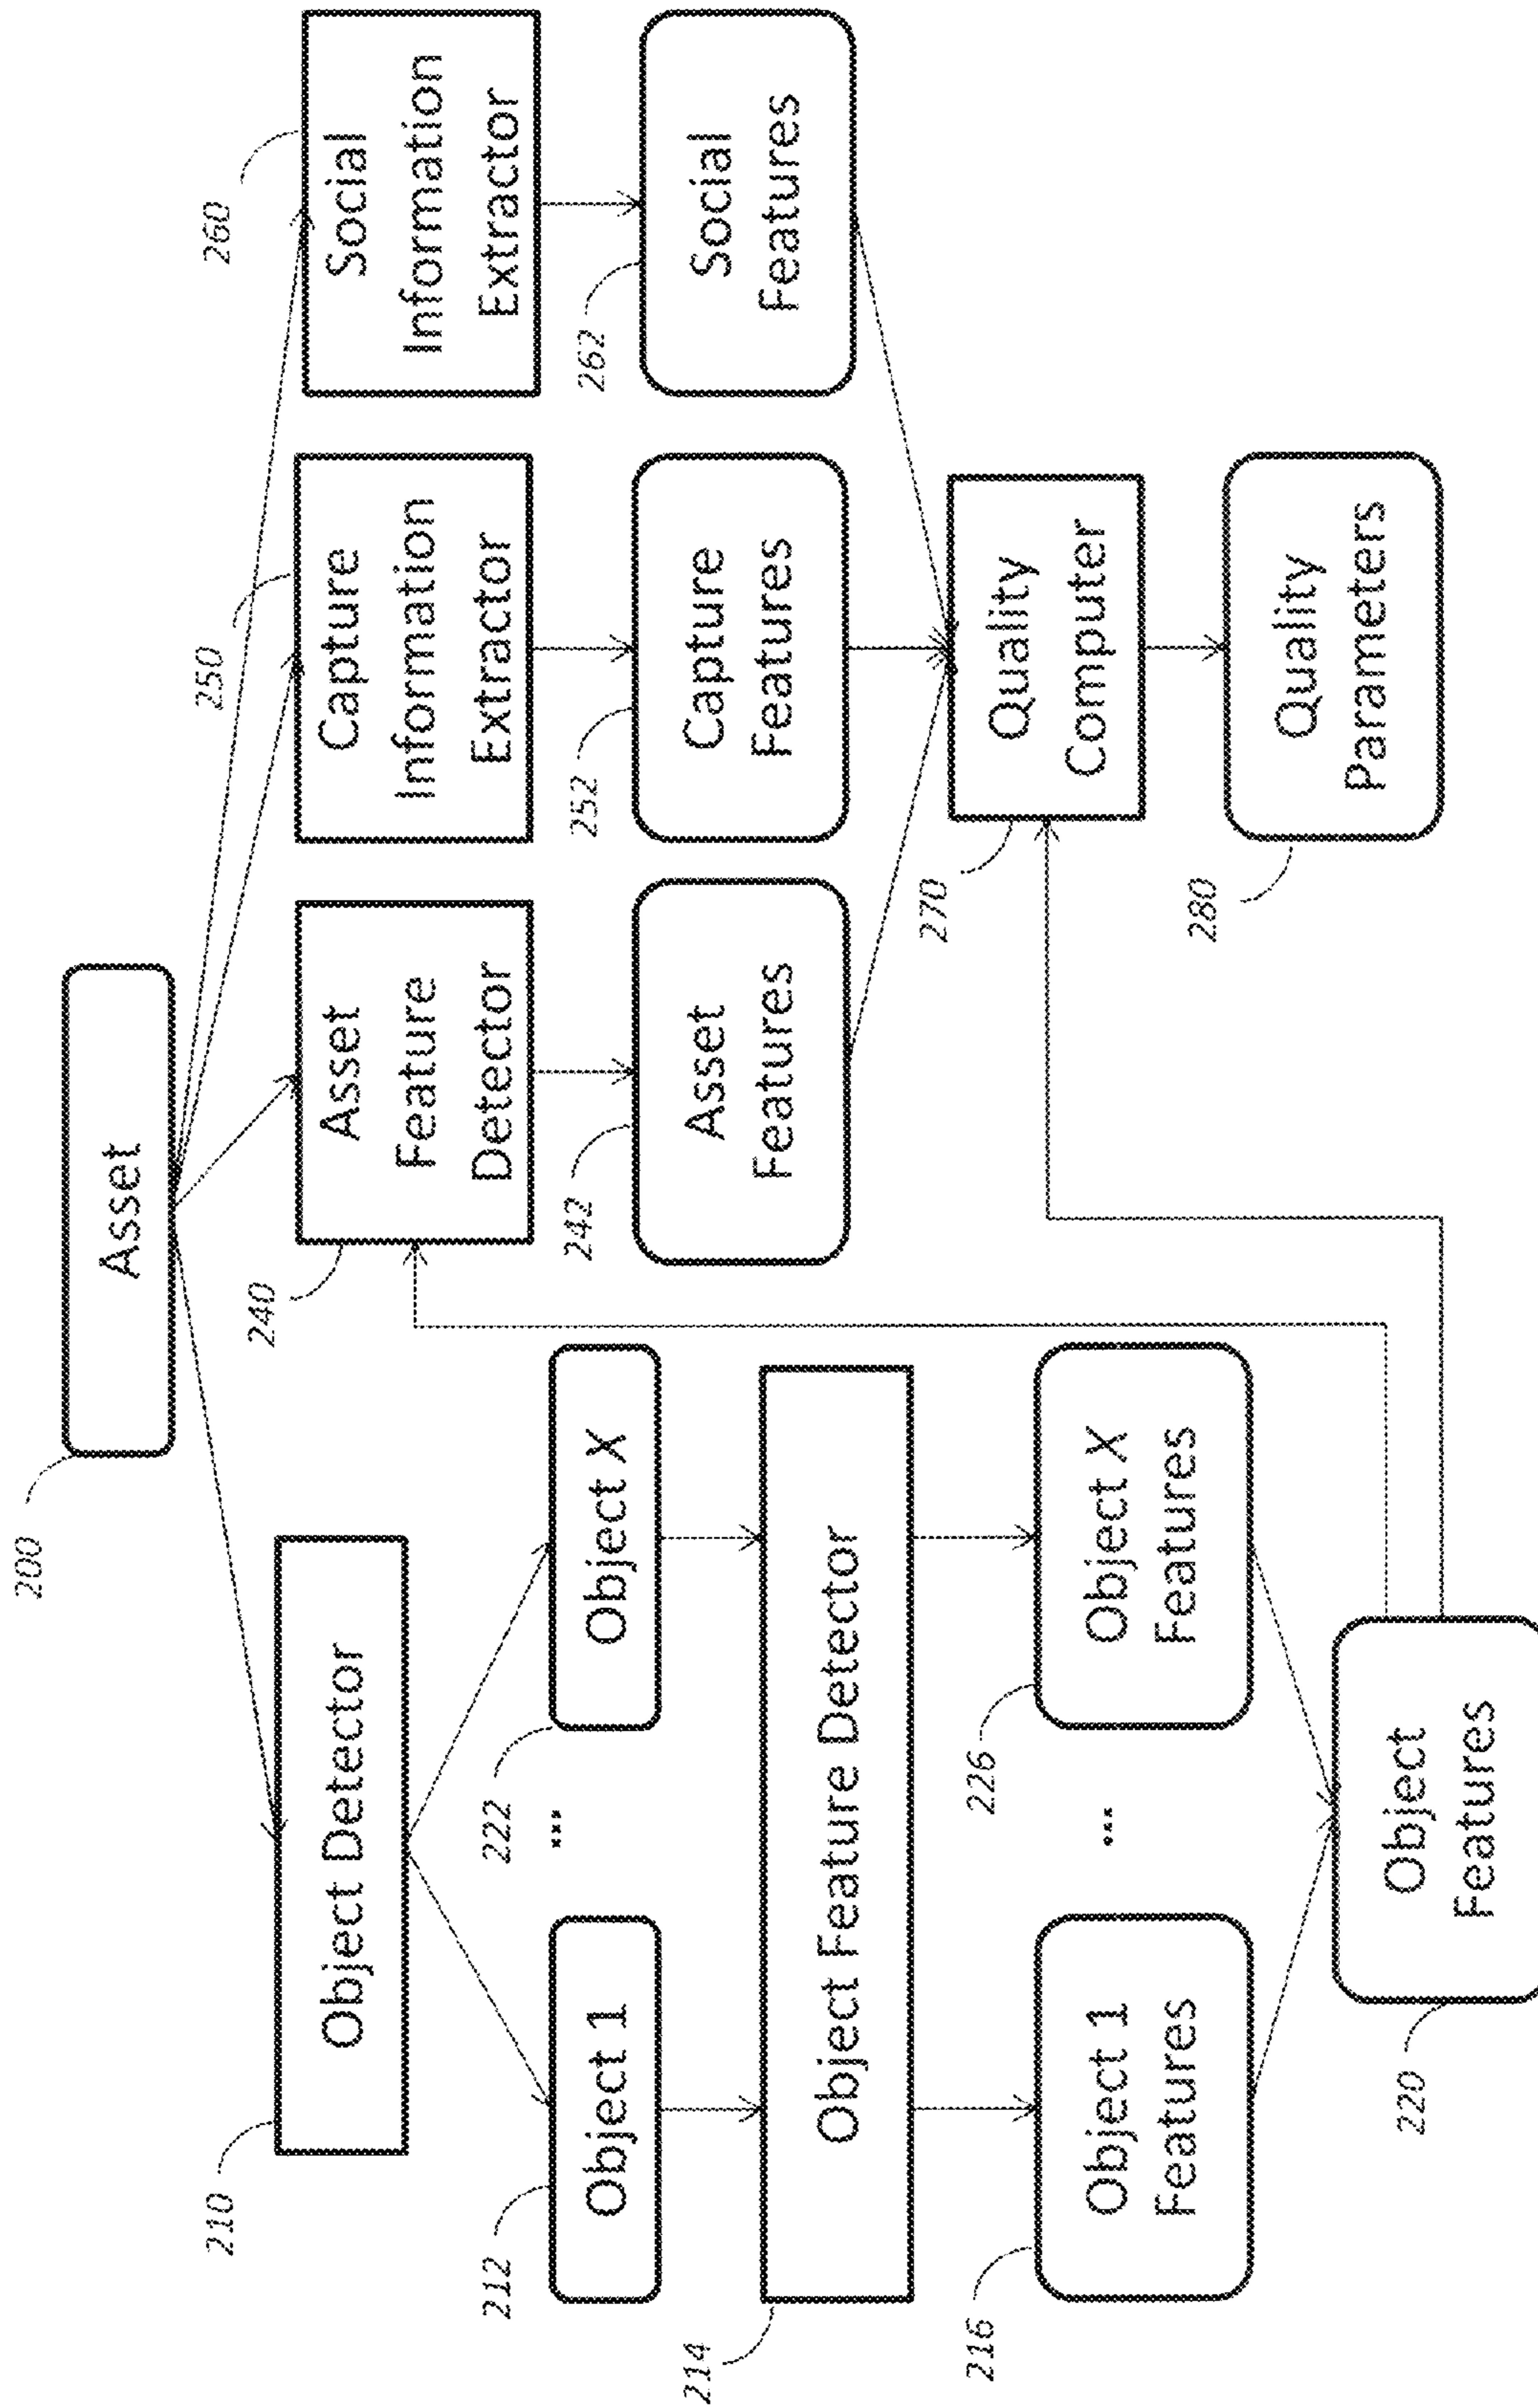 200
Asset
210
Object Detector
240
Asset
Feature
Detector
250
Capture
Information
Extractor
260
Social
Information
Extractor
212
Object 1
222
...
Object X
242
Asset
Features
252
Capture
Features
262
Social
Features
214
Object Feature Detector
270
Quality
Computer
216
Object 1
Features
...
226
Object X
Features
280
Quality
Parameters
220
Object
Features